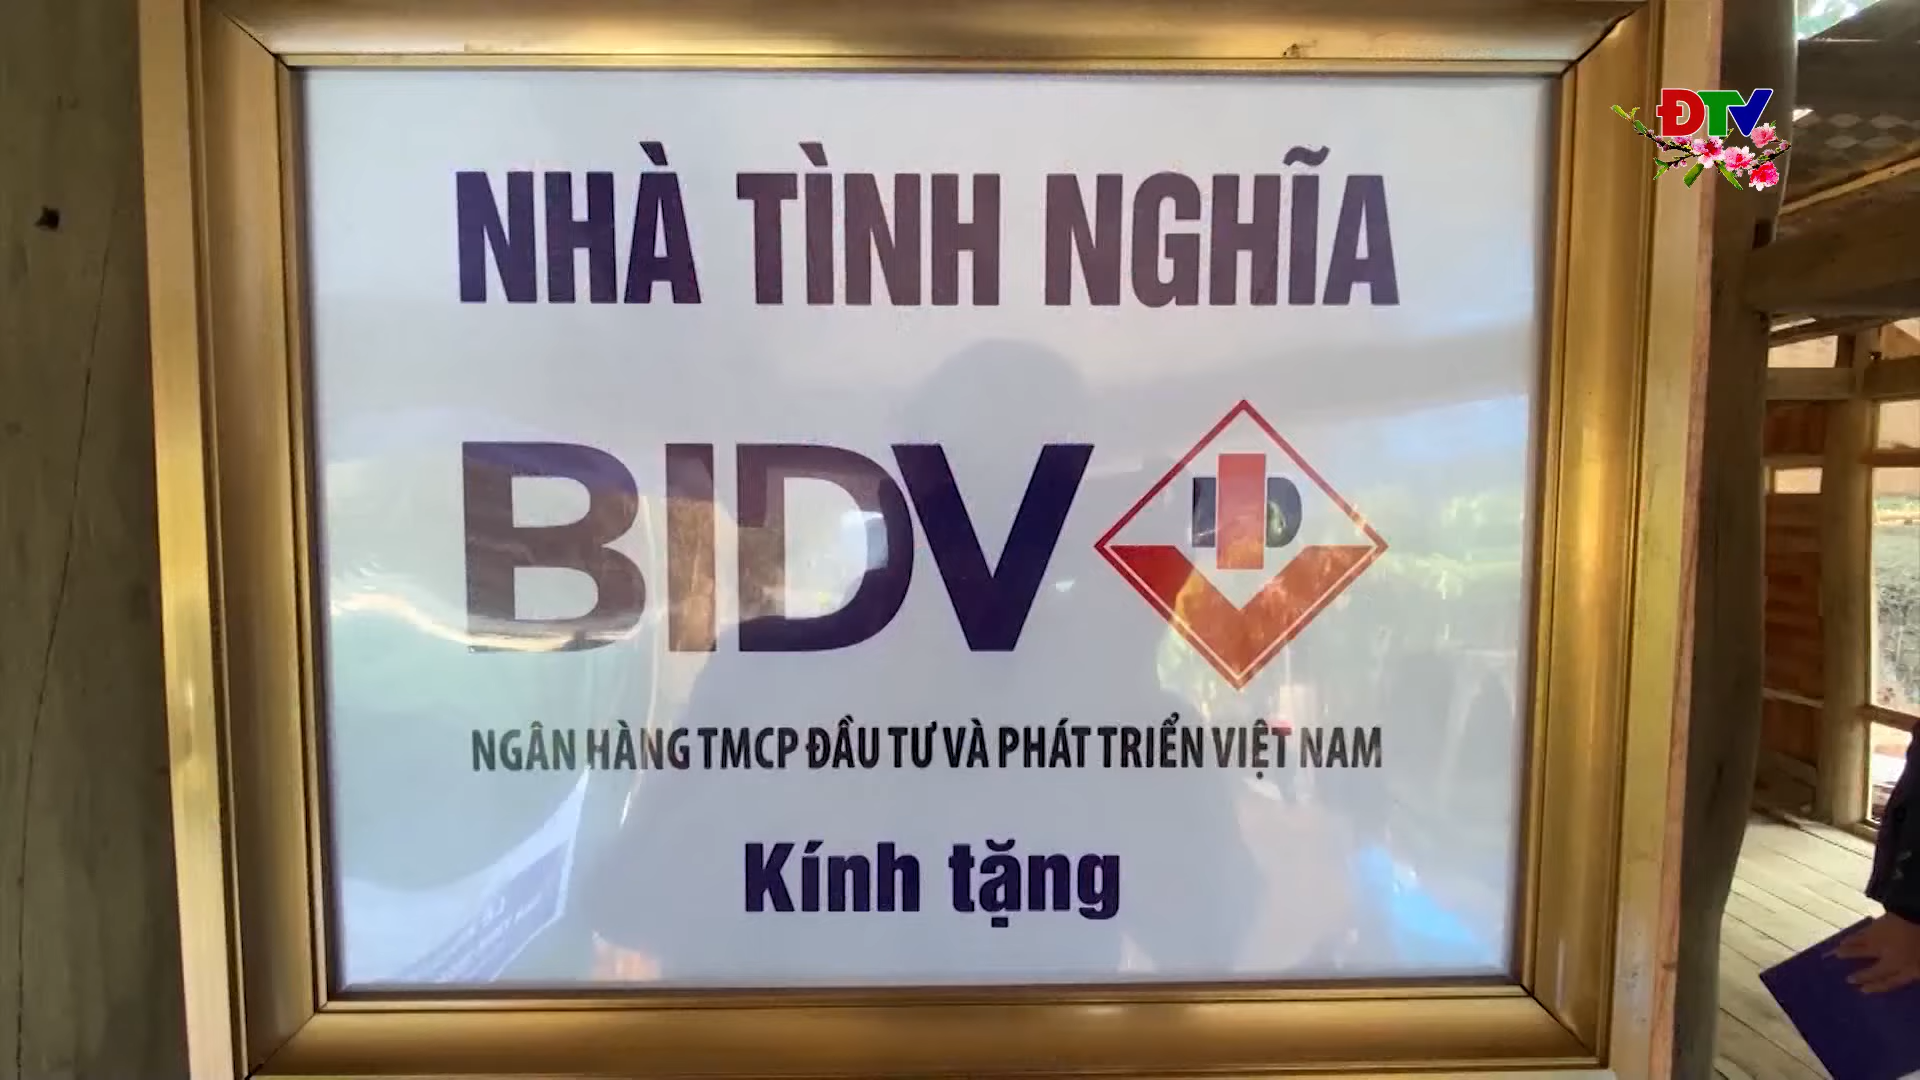 ĐTV
NHÀ TÌNH NGHĨA
BIDV
NGÂN HÀNG TMCP ĐẦU TƯ VÀ PHÁT TRIỂN VIỆT NAM
Kính tặng